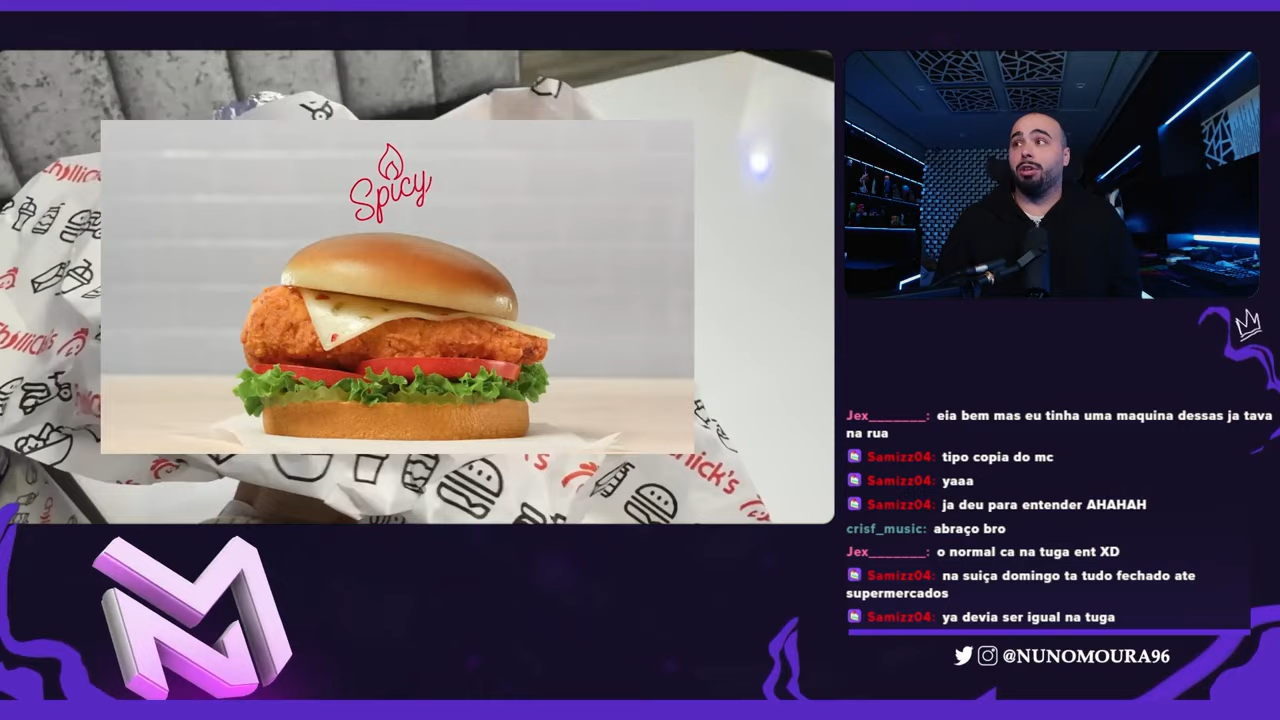 Spicy
Jex_______: eia bem mas eu tinha uma maquina dessas ja tava
na rua
Samizz04: tipo copia do mc
Samizz04: yaaa
Samizz04: ja deu para entender AHAHAH
crisf_music: abraço bro
Jex_______: o normal ca na tuga ent XD
Samizz04: na suiça domingo ta tudo fechado ate
supermercados
Samizz04: ya devia ser igual na tuga
@NUNOMOURA96